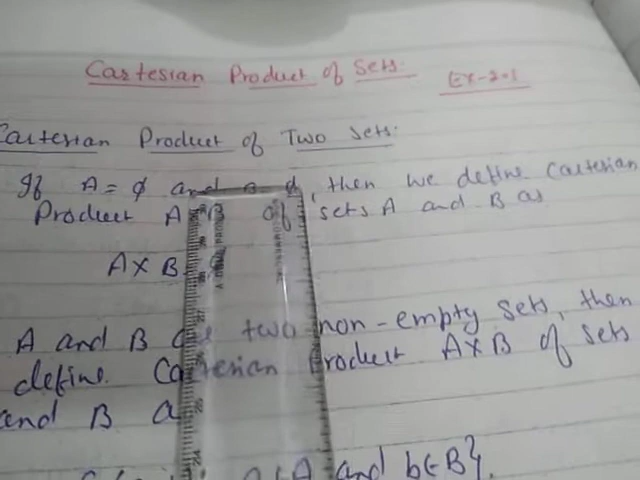 Cartesian Product of Sets: Ex-2.1
Cartesian Product of Two Sets:
If A = ϕ and ϕ, then we define Cartesian
Product A B of sets A and B as
A×B
A and B are two non-empty sets, then
define Cartesian Product A×B of sets
and B a
A and b∈B}.